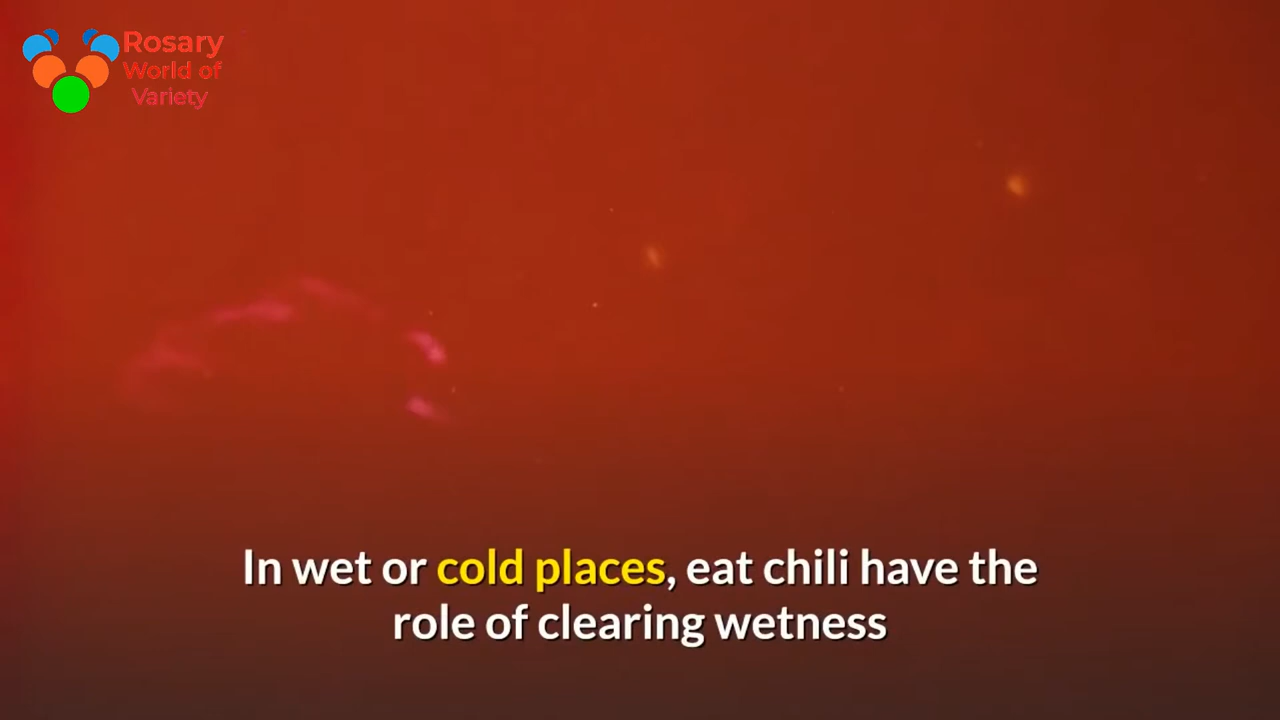 Rosary
World of
Variety
In wet or cold places, eat chili have the
role of clearing wetness